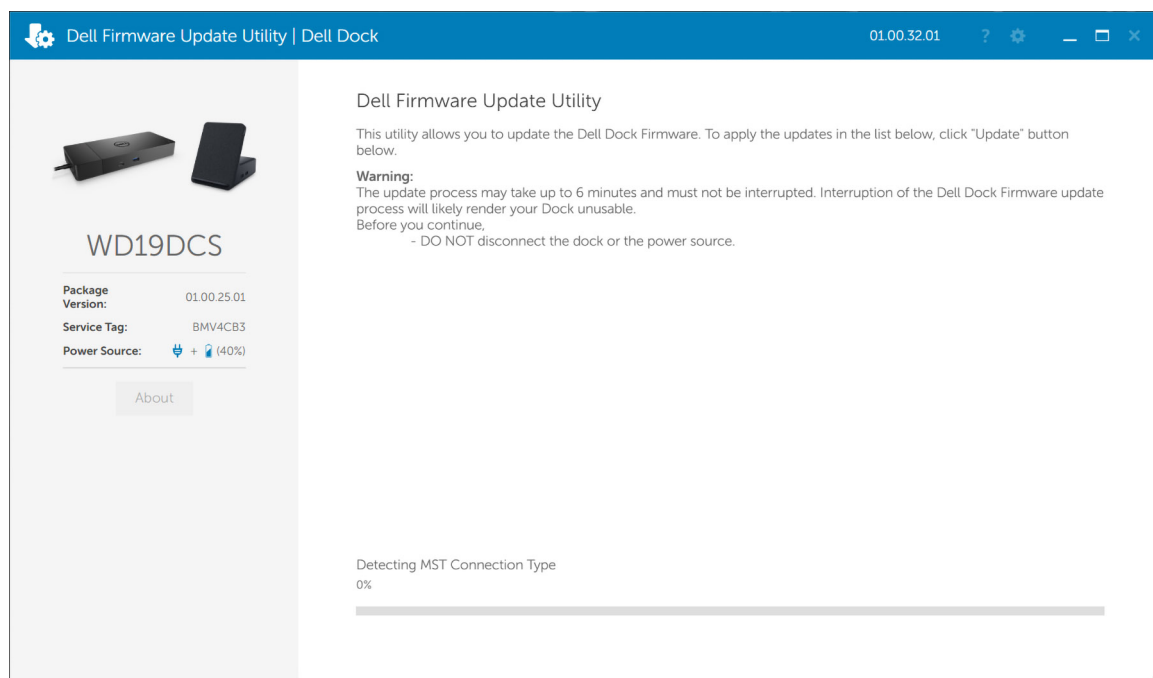 Dell Firmware Update Utility | Dell Dock
01.00.32.01
?
Dell Firmware Update Utility
This utility allows you to update the Dell Dock Firmware. To apply the updates in the list below, click "Update" button
below.
Warning:
The update process may take up to 6 minutes and must not be interrupted. Interruption of the Dell Dock Firmware update
process will likely render your Dock unusable.
Before you continue,
- DO NOT disconnect the dock or the power source.
WD19DCS
Package
Version:
01.00.25.01
Service Tag: BMV4CB3
Power Source: + (40%)
About
Detecting MST Connection Type
0%